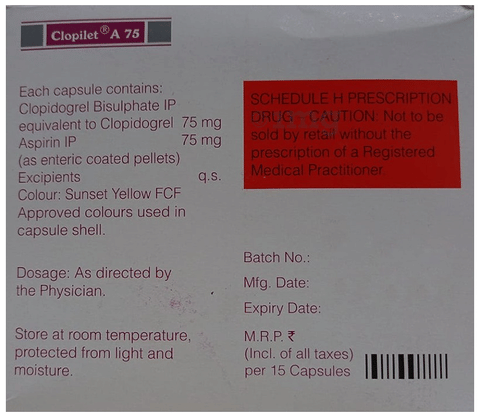 Clopilet® A 75
Each capsule contains:
Clopidogrel Bisulphate IP
equivalent to Clopidogrel 75 mg
Aspirin IP 75 mg
(as enteric coated pellets)
Excipients q.s.
Colour: Sunset Yellow FCF
Approved colours used in
capsule shell.
Dosage: As directed by
the Physician.
Store at room temperature,
protected from light and
moisture.
SCHEDULE H PRESCRIPTION
DRUG - CAUTION: Not to be
sold by retail without the
prescription of a Registered
Medical Practitioner.
Batch No.:
Mfg. Date:
Expiry Date:
M.R.P. ₹
(Incl. of all taxes)
per 15 Capsules